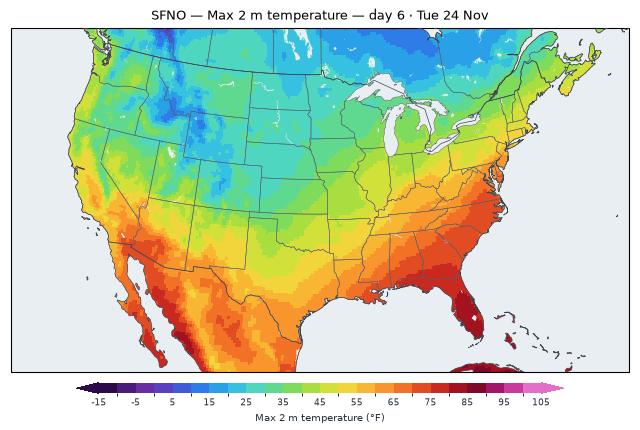 SFNO — Max 2 m temperature — day 6 · Tue 24 Nov
-15 -5 5 15 25 35 45 55 65 75 85 95 105
Max 2 m temperature (°F)